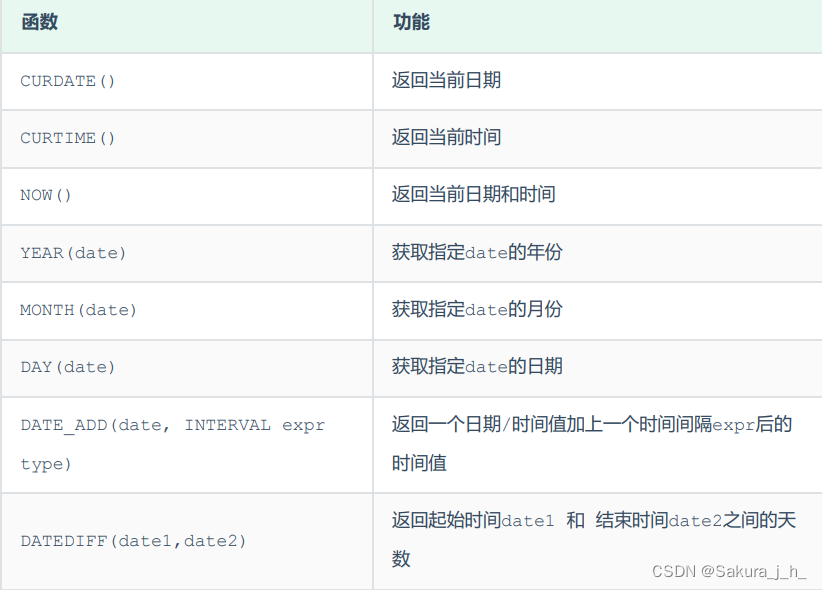 函数 功能
CURDATE() 返回当前日期
CURTIME() 返回当前时间
NOW() 返回当前日期和时间
YEAR(date) 获取指定date的年份
MONTH(date) 获取指定date的月份
DAY(date) 获取指定date的日期
DATE_ADD(date, INTERVAL expr
type)
返回一个日期/时间值加上一个时间间隔expr后的
时间值
DATEDIFF(date1,date2)
返回起始时间date1 和 结束时间date2之间的天
数
CSDN @Sakura_j_h_